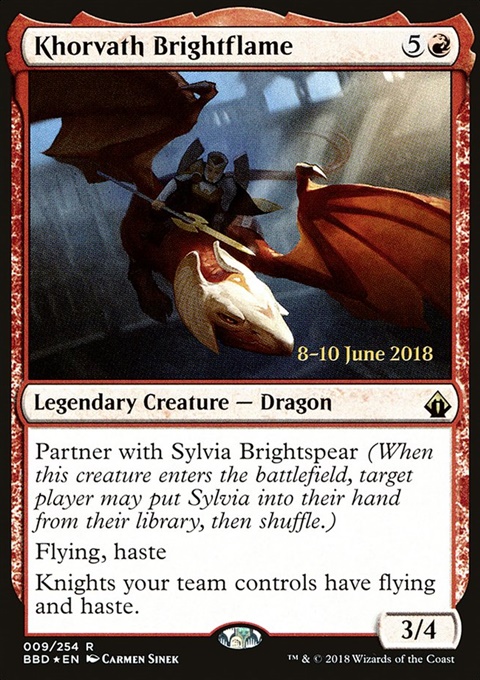 Khorvath Brightflame 5
8–10 June 2018
Legendary Creature — Dragon
Partner with Sylvia Brightspear (When
this creature enters the battlefield, target
player may put Sylvia into their hand
from their library, then shuffle.)
Flying, haste
Knights your team controls have flying
and haste.
3/4
009/254 R
BBD ★ EN Carmen Sinek
™ & © 2018 Wizards of the Coast